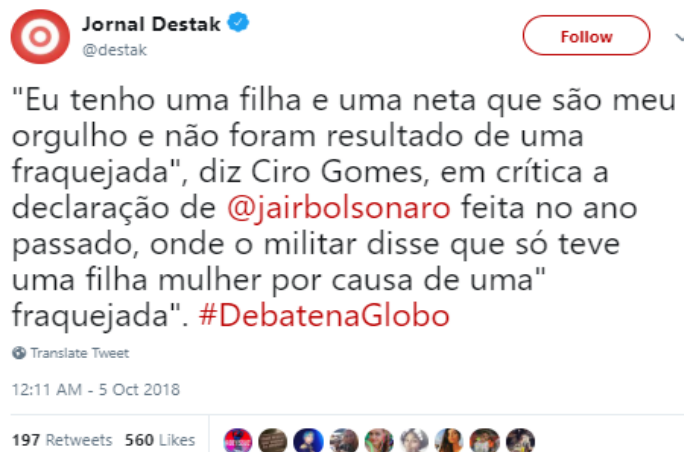 Jornal Destak
@destak
Follow
"Eu tenho uma filha e uma neta que são meu
orgulho e não foram resultado de uma
fraquejada", diz Ciro Gomes, em crítica a
declaração de @jairbolsonaro feita no ano
passado, onde o militar disse que só teve
uma filha mulher por causa de uma"
fraquejada". #DebatenaGlobo
Translate Tweet
12:11 AM - 5 Oct 2018
197 Retweets 560 Likes